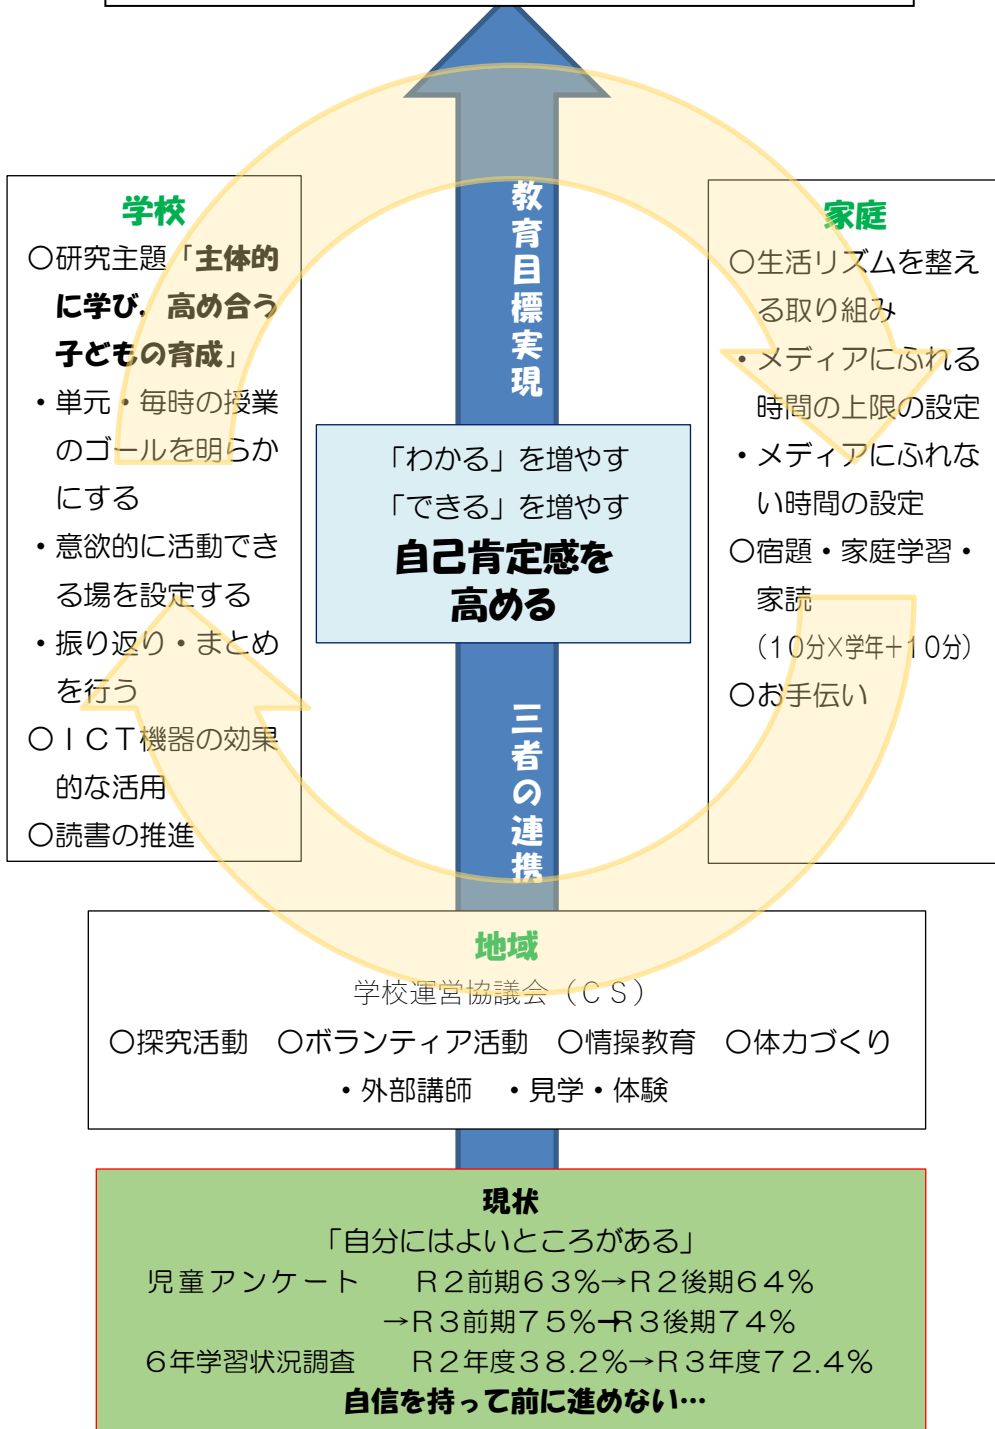 教育目標実現
学校
○研究主題「主体的
に学び，高め合う
子どもの育成」
・単元・毎時の授業
のゴールを明らか
にする
・意欲的に活動でき
る場を設定する
・振り返り・まとめ
を行う
○ＩＣＴ機器の効果
的な活用
○読書の推進
「わかる」を増やす
「できる」を増やす
自己肯定感を
高める
家庭
○生活リズムを整え
る取り組み
・メディアにふれる
時間の上限の設定
・メディアにふれな
い時間の設定
○宿題・家庭学習・
家読
（１０分×学年＋１０分）
○お手伝い
三者の連携
地域
学校運営協議会（ＣＳ）
○探究活動　○ボランティア活動　○情操教育　○体力づくり
・外部講師　・見学・体験
現状
「自分にはよいところがある」
児童アンケート　　Ｒ２前期６３％→Ｒ２後期６４％
→Ｒ３前期７５％→Ｒ３後期７４％
６年学習状況調査　　Ｒ２年度３８.２％→Ｒ３年度７２.４％
自信を持って前に進めない…